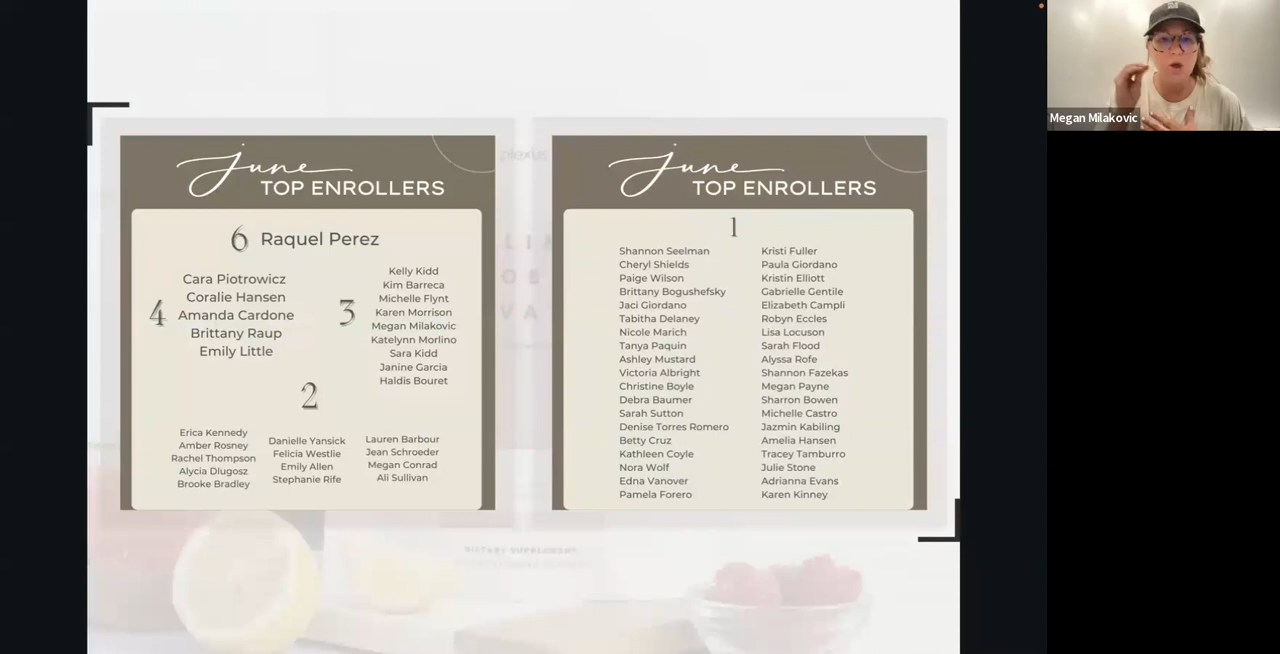 june
TOP ENROLLERS
6 Raquel Perez
4
Cara Piotrowicz
Coralie Hansen
Amanda Cardone
Brittany Raup
Emily Little
3
Kelly Kidd
Kim Barreca
Michelle Flynt
Karen Morrison
Megan Milakovic
Katelynn Morlino
Sara Kidd
Janine Garcia
Haldis Bouret
2
Erica Kennedy
Amber Rosney
Rachel Thompson
Alycia Dlugosz
Brooke Bradley
Danielle Yansick
Felicia Westlie
Emily Allen
Stephanie Rife
Lauren Barbour
Jean Schroeder
Megan Conrad
Ali Sullivan
plexus
june
TOP ENROLLERS
1
Shannon Seelman
Cheryl Shields
Paige Wilson
Brittany Bogushefsky
Jaci Giordano
Tabitha Delaney
Nicole Marich
Tanya Paquin
Ashley Mustard
Victoria Albright
Christine Boyle
Debra Baumer
Sarah Sutton
Denise Torres Romero
Betty Cruz
Kathleen Coyle
Nora Wolf
Edna Vanover
Pamela Forero
Kristi Fuller
Paula Giordano
Kristin Elliott
Gabrielle Gentile
Elizabeth Campli
Robyn Eccles
Lisa Locuson
Sarah Flood
Alyssa Rofe
Shannon Fazekas
Megan Payne
Sharron Bowen
Michelle Castro
Jazmin Kabiling
Amelia Hansen
Tracey Tamburro
Julie Stone
Adrianna Evans
Karen Kinney
DIETARY SUPPLEMENT
Megan Milakovic